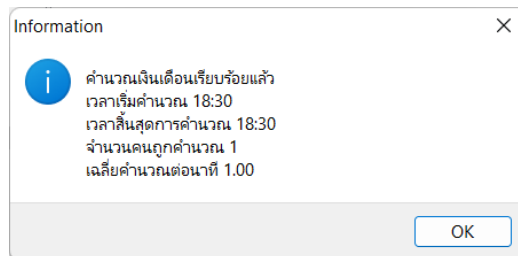 Information
คำนวณเงินเดือนเรียบร้อยแล้ว
เวลาเริ่มคำนวณ 18:30
เวลาสิ้นสุดการคำนวณ 18:30
จำนวนคนถูกคำนวณ 1
เฉลี่ยคำนวณต่อนาที 1.00
OK